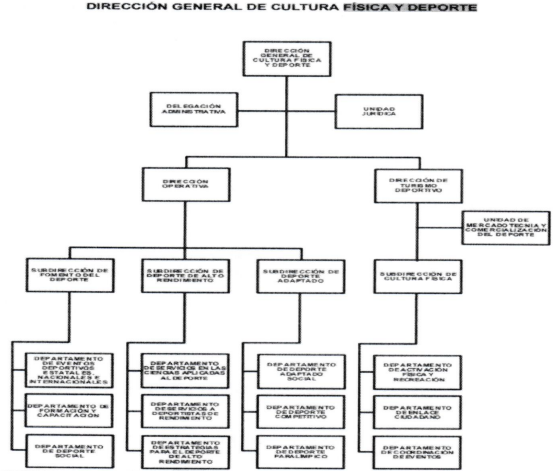 DIRECCIÓN GENERAL DE CULTURA FÍSICA Y DEPORTE
DIRECCIÓN
GENERAL DE
CULTURA FISICA
Y DEPORTE
DELEGACIÓN
ADMINISTRATIVA
UNIDAD
JURÍDICA
DIRECCIÓN
OPERATIVA
DIRECCIÓN DE
TURISMO
DEPORTIVO
UNIDAD DE
MERCADOTECNIA Y
COMERCIALIZACIÓN
DEL DEPORTE
SUBDIRECCIÓN DE
FOMENTO DEL
DEPORTE
SUBDIRECCIÓN DE
DEPORTE DE ALTO
RENDIMIENTO
SUBDIRECCIÓN DE
DEPORTE
ADAPTADO
SUBDIRECCIÓN DE
CULTURA FÍSICA
DEPARTAMENTO
DE EVENTOS
DEPORTIVOS
ESTATALES,
NACIONALES E
INTERNACIONALES
DEPARTAMENTO
DE SERVICIOS EN LAS
CIENCIAS APLICADAS
AL DEPORTE
DEPARTAMENTO
DE DEPORTE
ADAPTADO
SOCIAL
DEPARTAMENTO
DE ACTIVACIÓN
FÍSICA Y
RECREACIÓN
DEPARTAMENTO DE
FORMACIÓN Y
CAPACITACIÓN
DEPARTAMENTO
DE SERVICIOS A
DEPORTISTAS DE
RENDIMIENTO
DEPARTAMENTO
DE DEPORTE
COMPETITIVO
DEPARTAMENTO
DE ENLACE
CIUDADANO
DEPARTAMENTO
DE DEPORTE
SOCIAL
DEPARTAMENTO
DE ESTRATEGIAS
PARA EL DEPORTE
DE ALTO
RENDIMIENTO
DEPARTAMENTO
DE DEPORTE
PARALÍMPICO
DEPARTAMENTO
DE COORDINACIÓN
DE EVENTOS